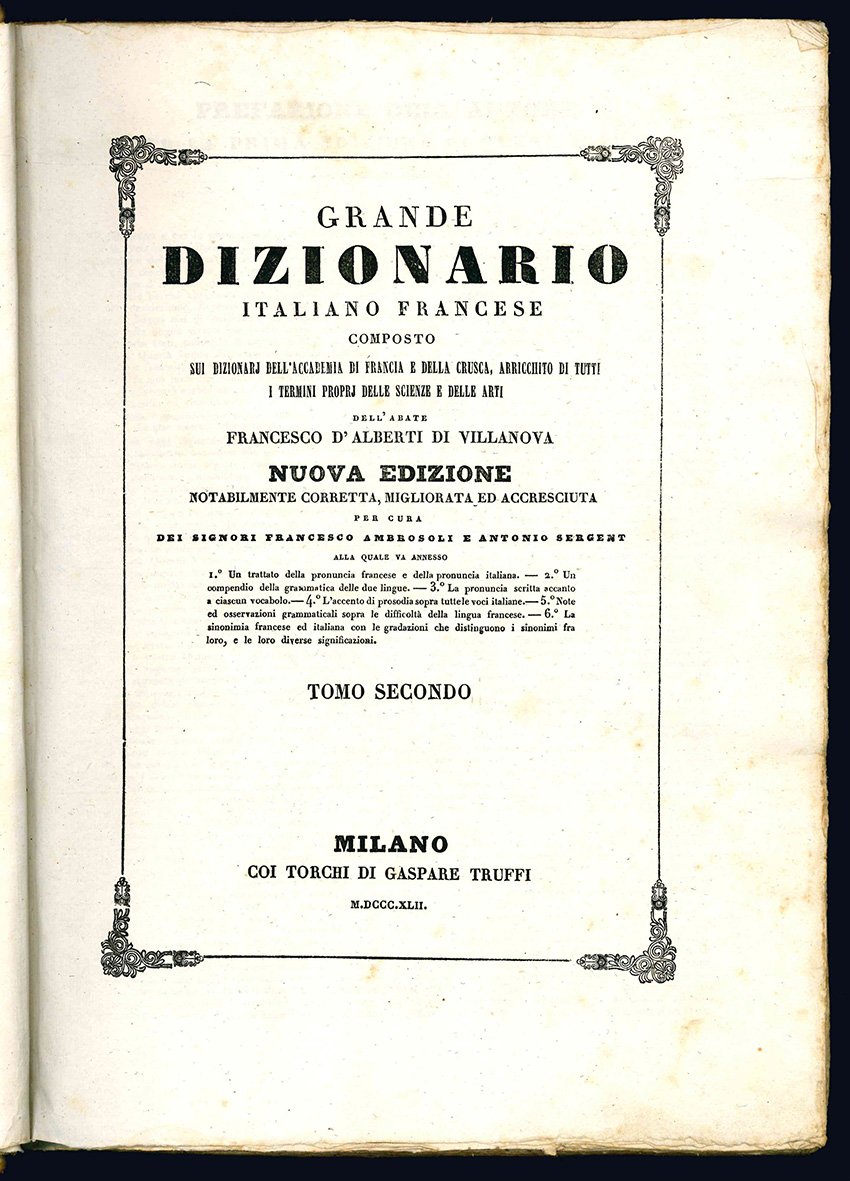 GRANDE
DIZIONARIO
ITALIANO FRANCESE
COMPOSTO
SUI DIZIONARJ DELL'ACCADEMIA DI FRANCIA E DELLA CRUSCA, ARRICCHITO DI TUTTI
I TERMINI PROPRJ DELLE SCIENZE E DELLE ARTI
DELL'ABATE
FRANCESCO D'ALBERTI DI VILLANOVA
NUOVA EDIZIONE
NOTABILMENTE CORRETTA, MIGLIORATA ED ACCRESCIUTA
PER CURA
DEI SIGNORI FRANCESCO AMBROSOLI E ANTONIO SERGENT
ALLA QUALE VA ANNESSO
1.° Un trattato della pronuncia francese e della pronuncia italiana. — 2.° Un
compendio della grammatica delle due lingue. — 3.° La pronuncia scritta accanto
a ciascun vocabolo. — 4.° L'accento di prosodia sopra tutte le voci italiane. — 5.° Note
ed osservazioni grammaticali sopra le difficoltà della lingua francese. — 6.° La
sinonimia francese ed italiana con le gradazioni che distinguono i sinonimi fra
loro, e le loro diverse significazioni.
TOMO SECONDO
MILANO
COI TORCHI DI GASPARE TRUFFI
M.DCCC.XLII.